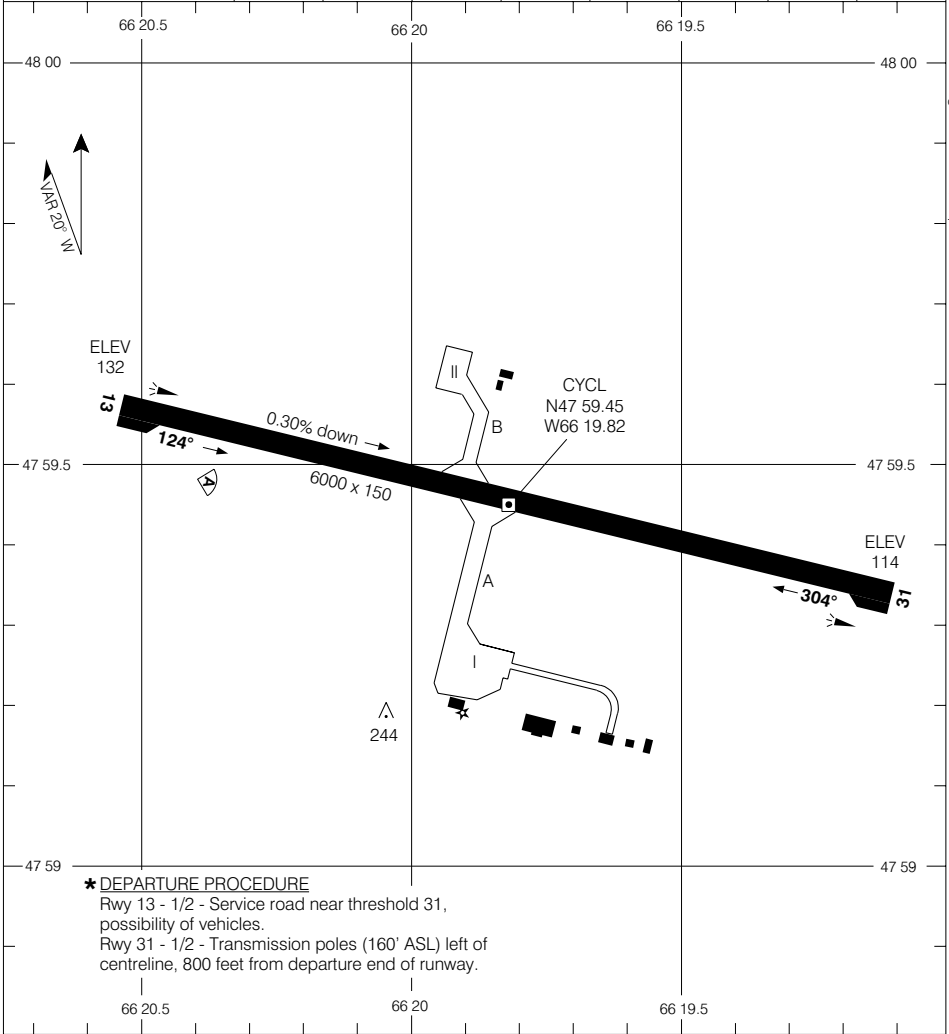 66 20.5
66 20
66 19.5
48 00
48 00
VAR 20° W
ELEV
132
13
124°
0.30% down
6000 x 150
A
II
B
CYCL
N47 59.45
W66 19.82
47 59.5
47 59.5
ELEV
114
31
304°
A
I
244
47 59
47 59
* DEPARTURE PROCEDURE
Rwy 13 - 1/2 - Service road near threshold 31,
possibility of vehicles.
Rwy 31 - 1/2 - Transmission poles (160' ASL) left of
centreline, 800 feet from departure end of runway.
66 20.5
66 20
66 19.5